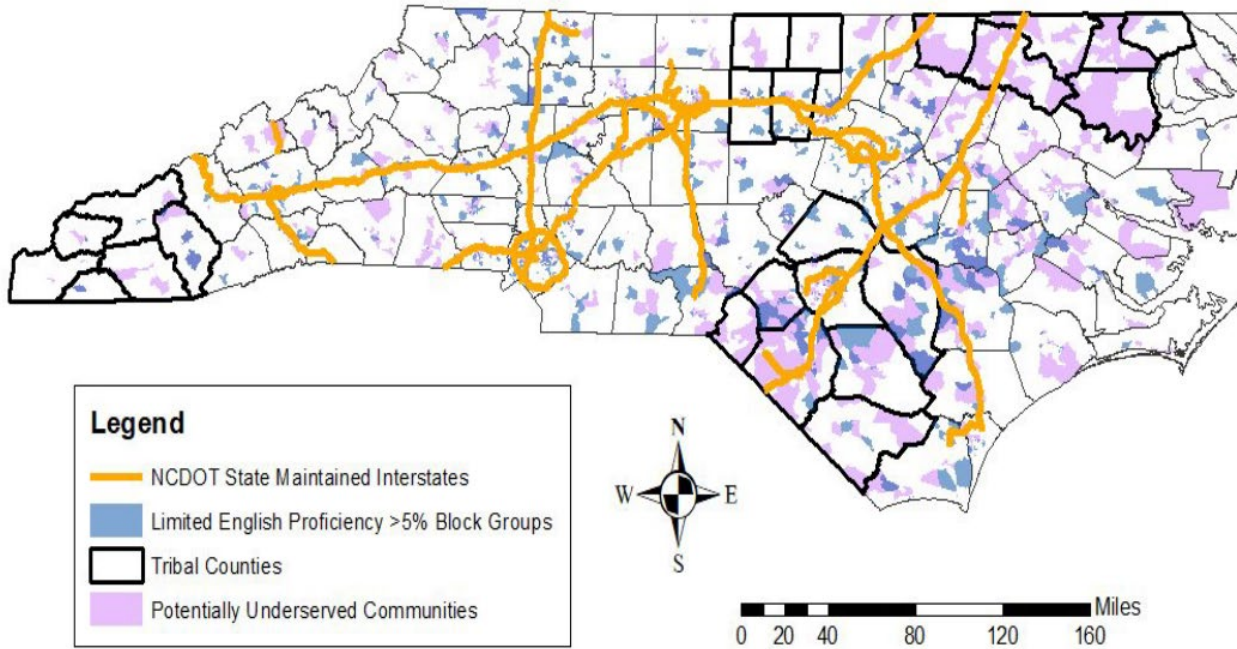 Legend
NCDOT State Maintained Interstates
Limited English Proficiency >5% Block Groups
Tribal Counties
Potentially Underserved Communities
N
W E
S
Miles
0 20 40 80 120 160